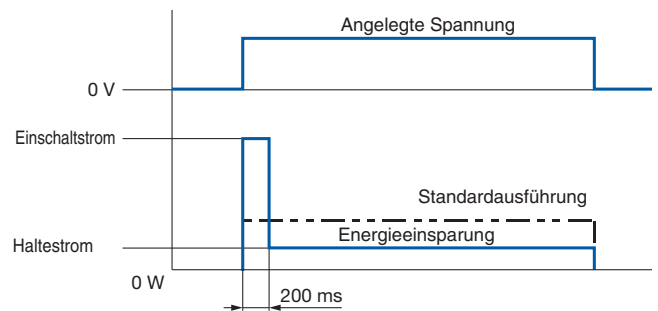 Angelegte Spannung
0 V
Einschaltstrom
Standardausführung
Energieeinsparung
Haltestrom
0 W
200 ms